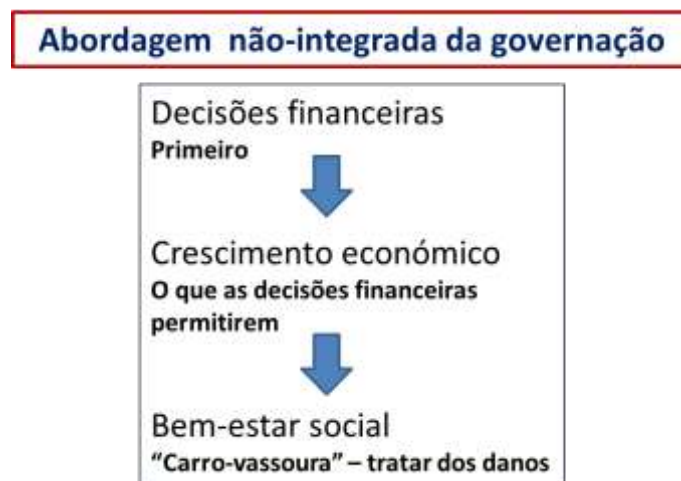 Abordagem não-integrada da governação
Decisões financeiras
Primeiro
Crescimento económico
O que as decisões financeiras
permitirem
Bem-estar social
“Carro-vassoura” – tratar dos danos